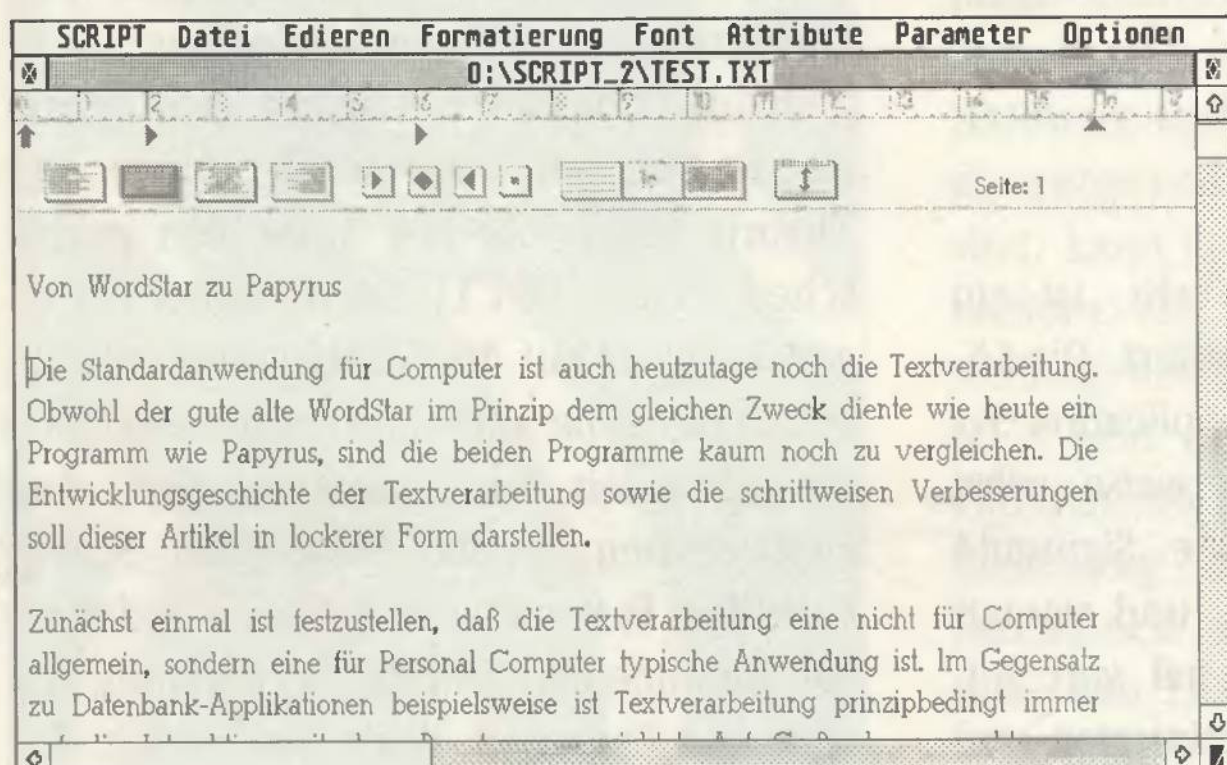 SCRIPT Datei Edieren Formatierung Font Attribute Parameter Optionen
O:\SCRIPT_2\TEST.TXT
Seite: 1
Von WordStar zu Papyrus
Die Standardanwendung für Computer ist auch heutzutage noch die Textverarbeitung.
Obwohl der gute alte WordStar im Prinzip dem gleichen Zweck diente wie heute ein
Programm wie Papyrus, sind die beiden Programme kaum noch zu vergleichen. Die
Entwicklungsgeschichte der Textverarbeitung sowie die schrittweisen Verbesserungen
soll dieser Artikel in lockerer Form darstellen.
Zunächst einmal ist festzustellen, daß die Textverarbeitung eine nicht für Computer
allgemein, sondern eine für Personal Computer typische Anwendung ist. Im Gegensatz
zu Datenbank-Applikationen beispielsweise ist Textverarbeitung prinzipbedingt immer